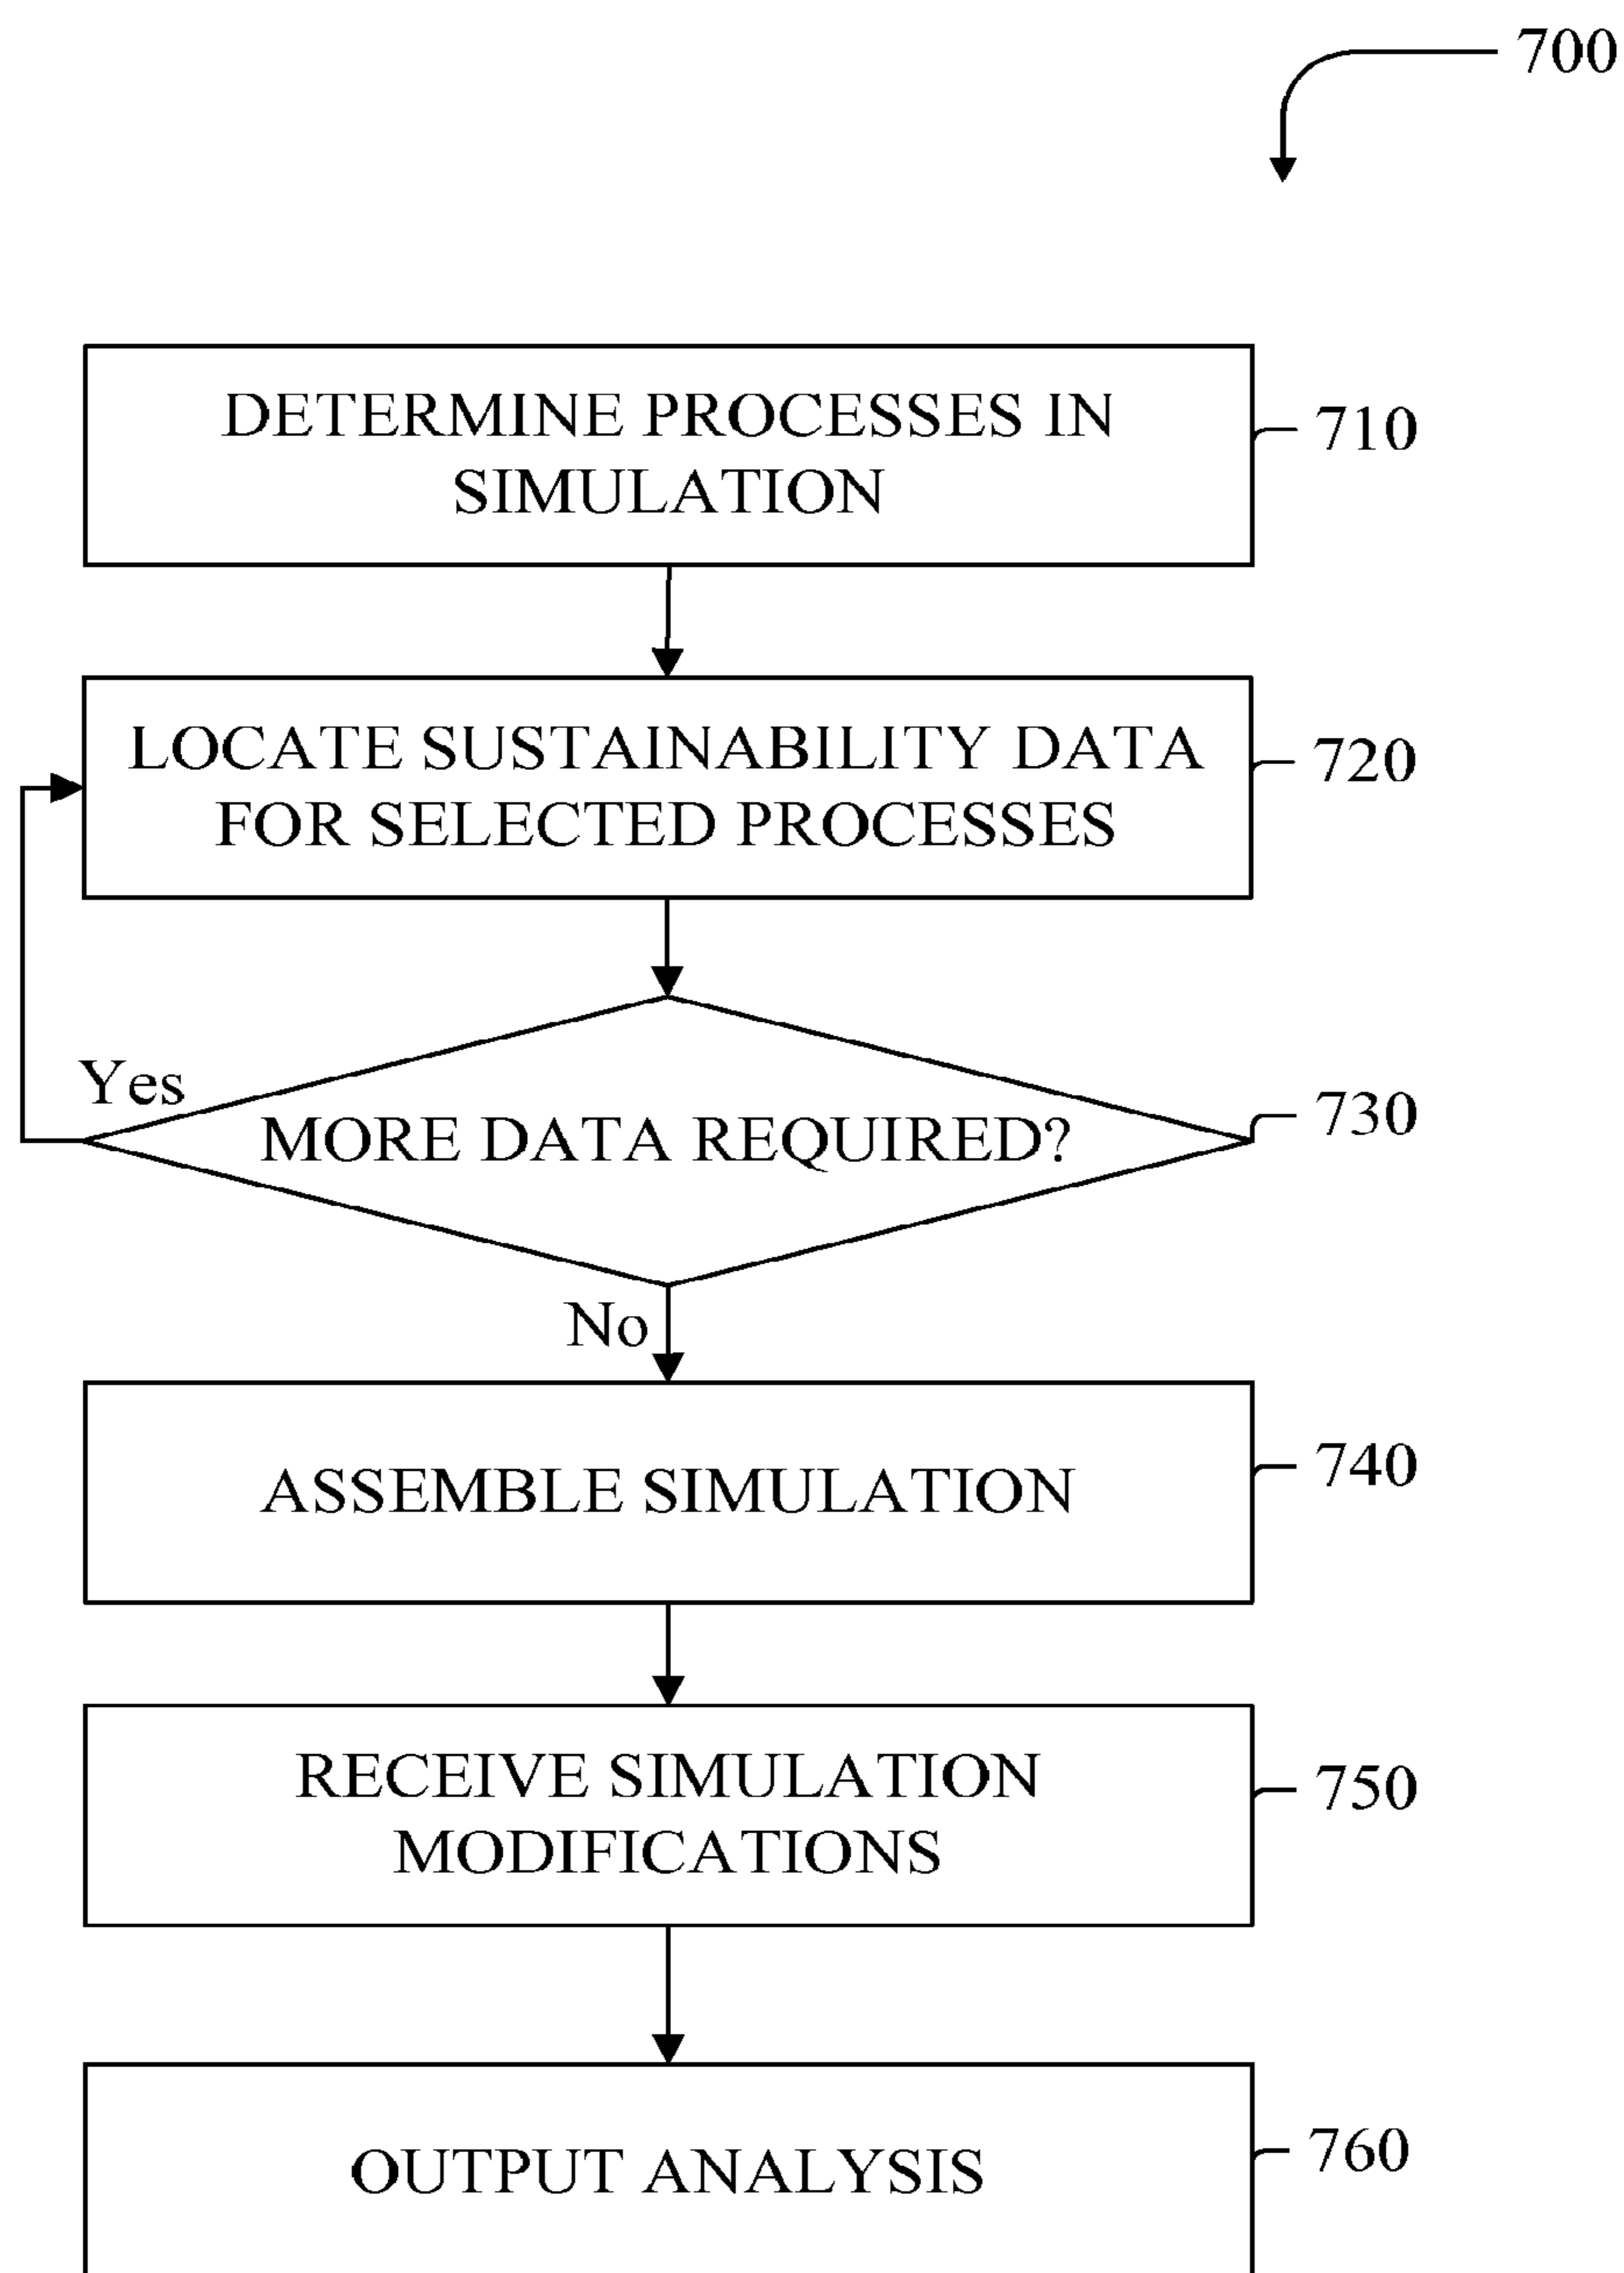 700
DETERMINE PROCESSES IN
SIMULATION
710
LOCATE SUSTAINABILITY DATA
FOR SELECTED PROCESSES
720
Yes
MORE DATA REQUIRED?
730
No
ASSEMBLE SIMULATION
740
RECEIVE SIMULATION
MODIFICATIONS
750
OUTPUT ANALYSIS
760